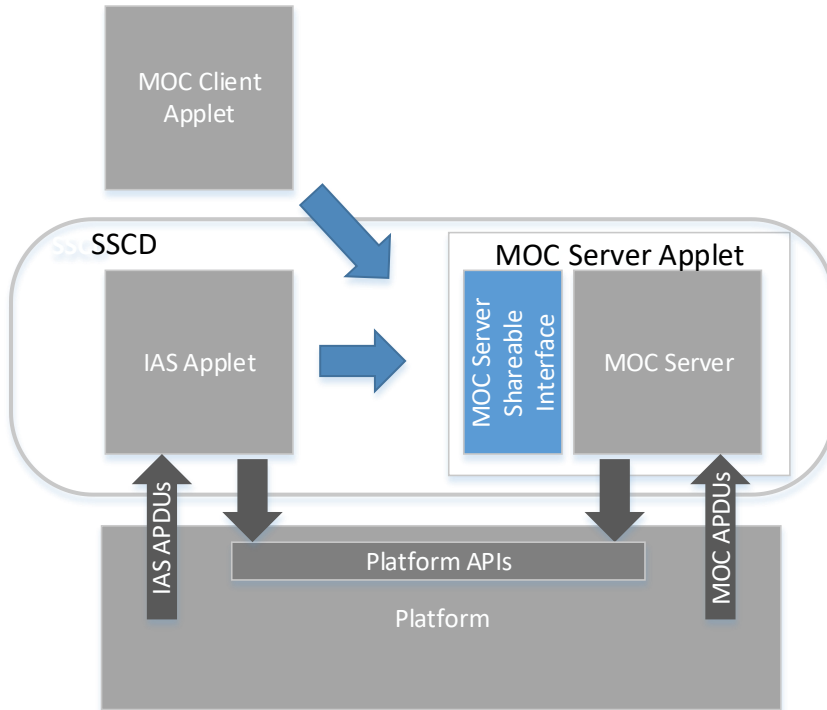 MOC Client
Applet
SSCD
MOC Server Applet
IAS Applet
MOC Server
Shareable
Interface
MOC Server
IAS APDUs
MOC APDUs
Platform APIs
Platform